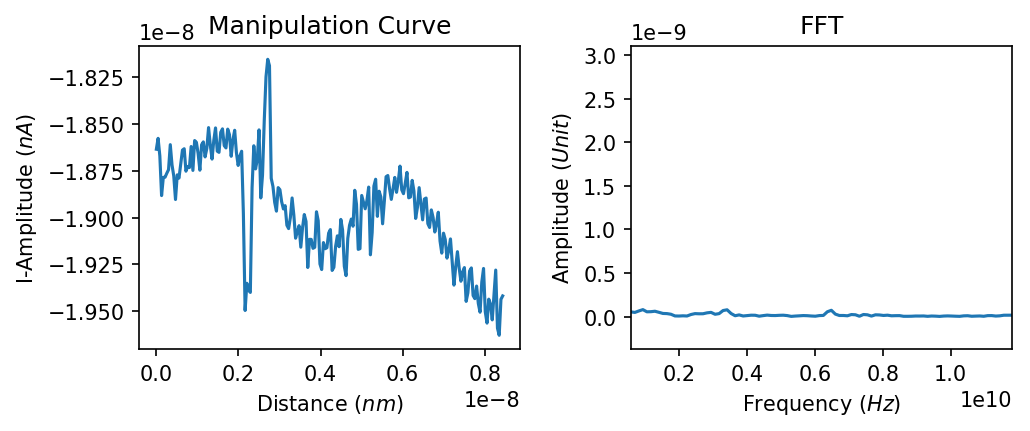 Manipulation Curve
1e−8
−1.825
−1.850
−1.875
−1.900
−1.925
−1.950
I-Amplitude (nA)
0.0 0.2 0.4 0.6 0.8
Distance (nm)
1e−8
FFT
1e−9
3.0
2.5
2.0
1.5
1.0
0.5
0.0
Amplitude (Unit)
0.2 0.4 0.6 0.8 1.0
Frequency (Hz)
1e10